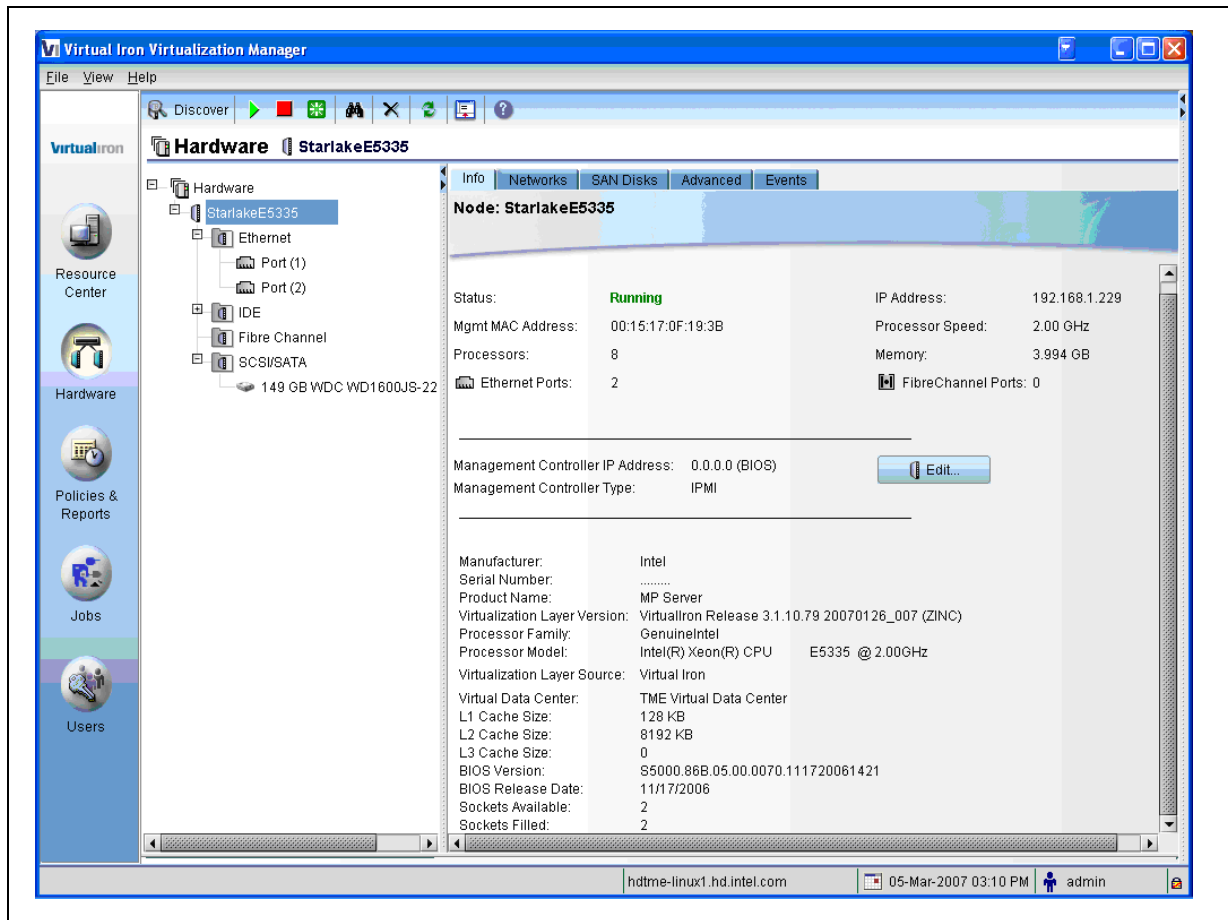 Virtual Iron Virtualization Manager
File View Help
Discover
Virtualiron
Hardware StarlakeE5335
Resource Center
Hardware
Policies & Reports
Jobs
Users
Hardware
StarlakeE5335
Ethernet
Port (1)
Port (2)
IDE
Fibre Channel
SCSI/SATA
149 GB WDC WD1600JS-22
Info Networks SAN Disks Advanced Events
Node: StarlakeE5335
Status: Running IP Address: 192.168.1.229
Mgmt MAC Address: 00:15:17:0F:19:3B Processor Speed: 2.00 GHz
Processors: 8 Memory: 3.994 GB
Ethernet Ports: 2 FibreChannel Ports: 0
Management Controller IP Address: 0.0.0.0 (BIOS) Edit...
Management Controller Type: IPMI
Manufacturer: Intel
Serial Number: .........
Product Name: MP Server
Virtualization Layer Version: VirtualIron Release 3.1.10.79 20070126_007 (ZINC)
Processor Family: GenuineIntel
Processor Model: Intel(R) Xeon(R) CPU E5335 @ 2.00GHz
Virtualization Layer Source: Virtual Iron
Virtual Data Center: TME Virtual Data Center
L1 Cache Size: 128 KB
L2 Cache Size: 8192 KB
L3 Cache Size: 0
BIOS Version: S5000.86B.05.00.0070.111720061421
BIOS Release Date: 11/17/2006
Sockets Available: 2
Sockets Filled: 2
hdtme-linux1.hd.intel.com 05-Mar-2007 03:10 PM admin